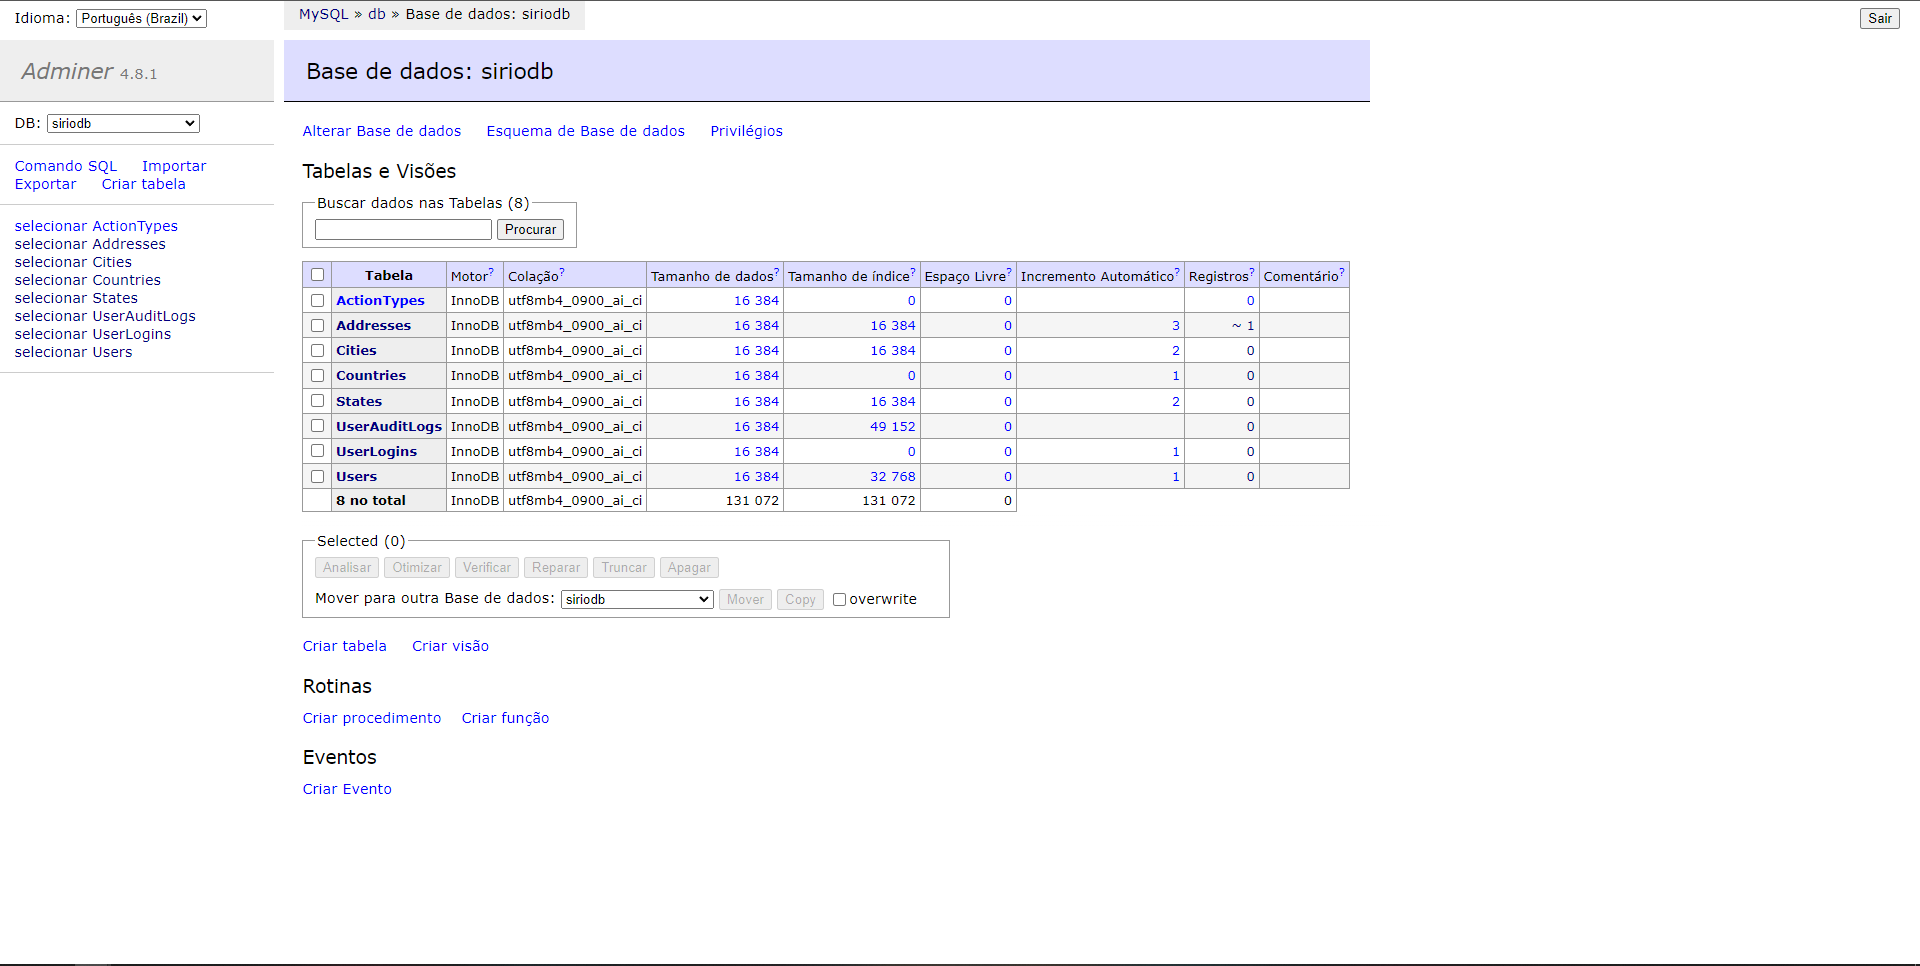 Idioma: Português (Brazil)
MySQL » db » Base de dados: siriodb
Sair
Adminer 4.8.1
Base de dados: siriodb
DB: siriodb
Alterar Base de dados Esquema de Base de dados Privilégios
Comando SQL Importar
Exportar Criar tabela
selecionar ActionTypes
selecionar Addresses
selecionar Cities
selecionar Countries
selecionar States
selecionar UserAuditLogs
selecionar UserLogins
selecionar Users
Tabelas e Visões
Buscar dados nas Tabelas (8)
Procurar
Tabela Motor? Colação? Tamanho de dados? Tamanho de índice? Espaço Livre? Incremento Automático? Registros? Comentário?
ActionTypes InnoDB utf8mb4_0900_ai_ci 16 384 0 0 0
Addresses InnoDB utf8mb4_0900_ai_ci 16 384 16 384 0 3 ~ 1
Cities InnoDB utf8mb4_0900_ai_ci 16 384 16 384 0 2 0
Countries InnoDB utf8mb4_0900_ai_ci 16 384 0 0 1 0
States InnoDB utf8mb4_0900_ai_ci 16 384 16 384 0 2 0
UserAuditLogs InnoDB utf8mb4_0900_ai_ci 16 384 49 152 0 0
UserLogins InnoDB utf8mb4_0900_ai_ci 16 384 0 0 1 0
Users InnoDB utf8mb4_0900_ai_ci 16 384 32 768 0 1 0
8 no total InnoDB utf8mb4_0900_ai_ci 131 072 131 072 0
Selected (0)
Analisar Otimizar Verificar Reparar Truncar Apagar
Mover para outra Base de dados: siriodb Mover Copy overwrite
Criar tabela Criar visão
Rotinas
Criar procedimento Criar função
Eventos
Criar Evento